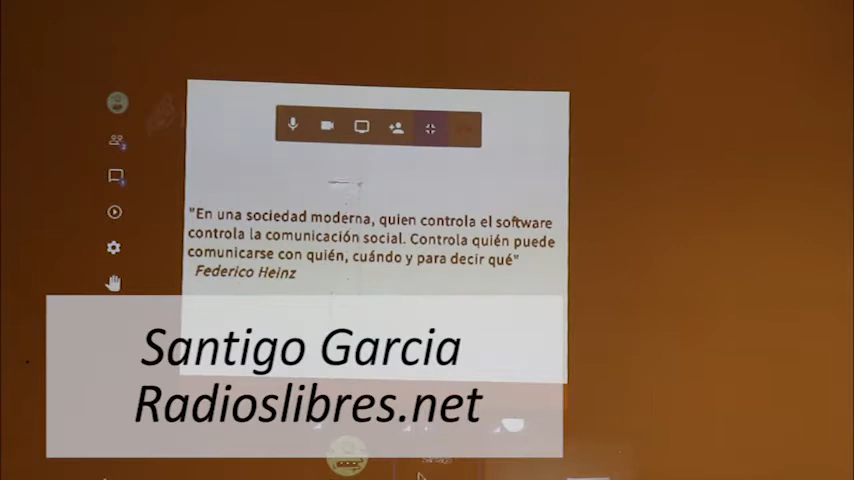 "En una sociedad moderna, quien controla el software
controla la comunicación social. Controla quién puede
comunicarse con quién, cuándo y para decir qué"
Federico Heinz
Santigo Garcia
Radioslibres.net